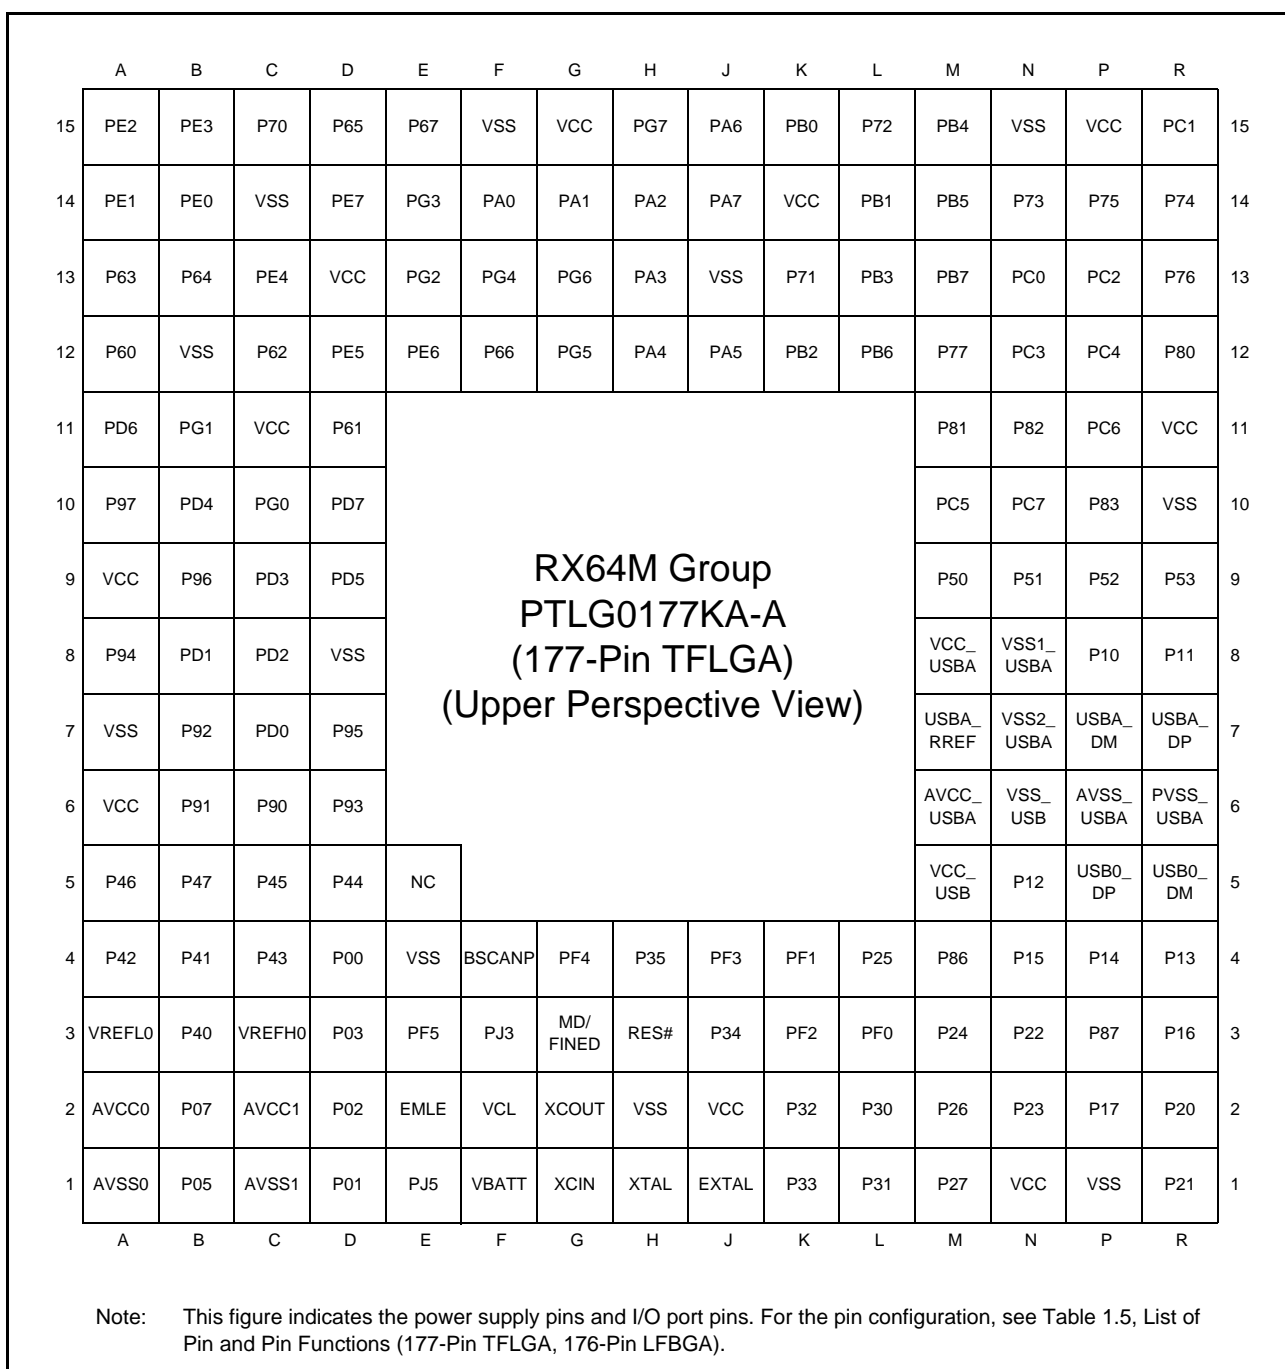 A B C D E F G H J K L M N P R
15 PE2 PE3 P70 P65 P67 VSS VCC PG7 PA6 PB0 P72 PB4 VSS VCC PC1 15
14 PE1 PE0 VSS PE7 PG3 PA0 PA1 PA2 PA7 VCC PB1 PB5 P73 P75 P74 14
13 P63 P64 PE4 VCC PG2 PG4 PG6 PA3 VSS P71 PB3 PB7 PC0 PC2 P76 13
12 P60 VSS P62 PE5 PE6 P66 PG5 PA4 PA5 PB2 PB6 P77 PC3 PC4 P80 12
11 PD6 PG1 VCC P61 P81 P82 PC6 VCC 11
10 P97 PD4 PG0 PD7 PC5 PC7 P83 VSS 10
9 VCC P96 PD3 PD5 P50 P51 P52 P53 9
RX64M Group
PTLG0177KA-A
(177-Pin TFLGA)
(Upper Perspective View)
8 P94 PD1 PD2 VSS VCC_ VSS1_ P10 P11 8
USBA USBA
7 VSS P92 PD0 P95 USBA_ VSS2_ USBA_ USBA_ 7
RREF USBA DM DP
6 VCC P91 P90 P93 AVCC_ VSS_ AVSS_ PVSS_ 6
USBA USB USBA USBA
5 P46 P47 P45 P44 NC VCC_ P12 USB0_ USB0_ 5
USB DP DM
4 P42 P41 P43 P00 VSS BSCANP PF4 P35 PF3 PF1 P25 P86 P15 P14 P13 4
3 VREFL0 P40 VREFH0 P03 PF5 PJ3 MD/ RES# P34 PF2 PF0 P24 P22 P87 P16 3
FINED
2 AVCC0 P07 AVCC1 P02 EMLE VCL XCOUT VSS VCC P32 P30 P26 P23 P17 P20 2
1 AVSS0 P05 AVSS1 P01 PJ5 VBATT XCIN XTAL EXTAL P33 P31 P27 VCC VSS P21 1
A B C D E F G H J K L M N P R
Note: This figure indicates the power supply pins and I/O port pins. For the pin configuration, see Table 1.5, List of
Pin and Pin Functions (177-Pin TFLGA, 176-Pin LFBGA).